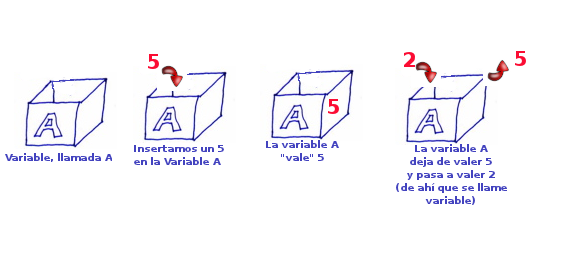 A
Variable, llamada A
5
A
Insertamos un 5
en la Variable A
A
5
La variable A
"vale" 5
2
5
A
La variable A
deja de valer 5
y pasa a valer 2
(de ahí que se llame
variable)